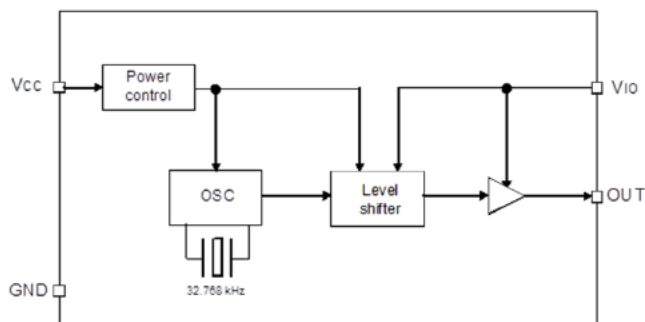 Power
control
Vcc
VIO
OSC
Level
shifter
OUT
GND
32.768 kHz